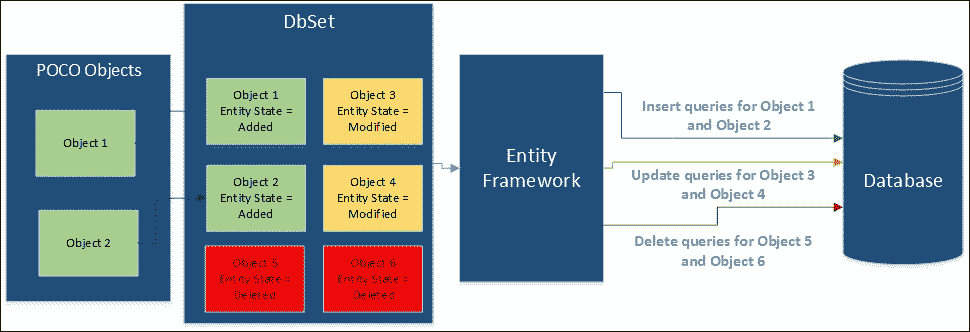 POCO Objects
Object 1
Object 2
DbSet
Object 1
Entity State =
Added
Object 3
Entity State =
Modified
Object 2
Entity State =
Added
Object 4
Entity State =
Modified
Object 5
Entity State =
Deleted
Object 6
Entity State =
Deleted
Entity
Framework
Insert queries for Object 1
and Object 2
Update queries for Object 3
and Object 4
Delete queries for Object 5
and Object 6
Database